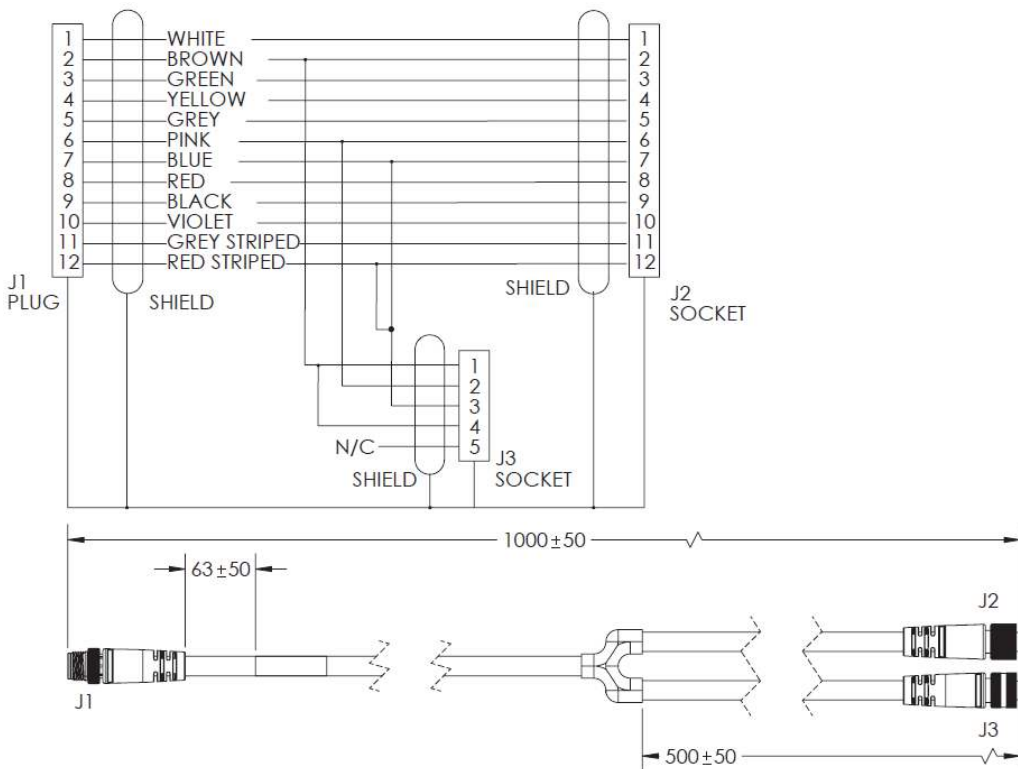 1 WHITE 1
2 BROWN 2
3 GREEN 3
4 YELLOW 4
5 GREY 5
6 PINK 6
7 BLUE 7
8 RED 8
9 BLACK 9
10 VIOLET 10
11 GREY STRIPED 11
12 RED STRIPED 12
J1
PLUG
SHIELD
SHIELD
J2
SOCKET
1
2
3
4
N/C 5
SHIELD
J3
SOCKET
1000±50
63±50
J2
J1
J3
500±50